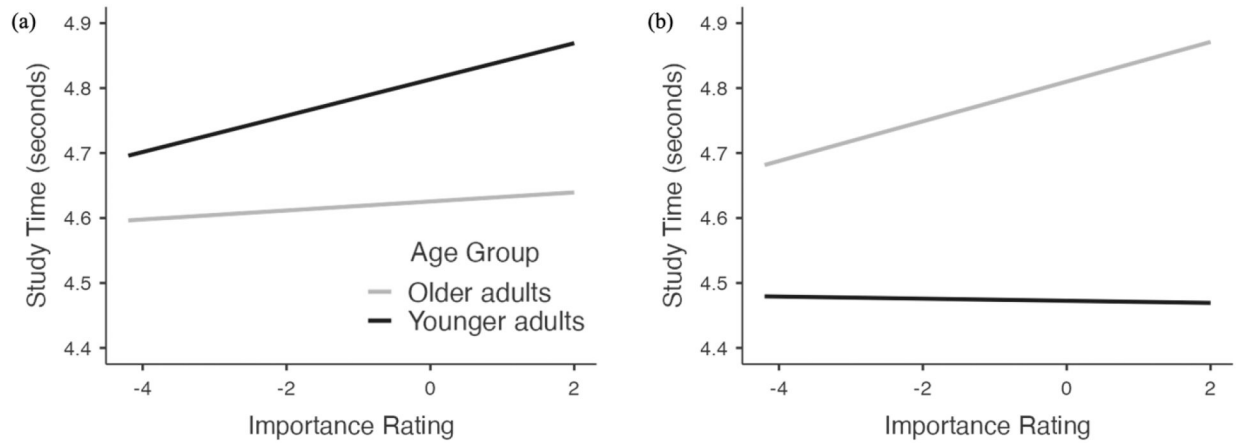 (a)
4.9
4.8
4.7
4.6
4.5
4.4
Study Time (seconds)
-4 -2 0 2
Importance Rating
Age Group
Older adults
Younger adults
(b)
4.9
4.8
4.7
4.6
4.5
4.4
Study Time (seconds)
-4 -2 0 2
Importance Rating